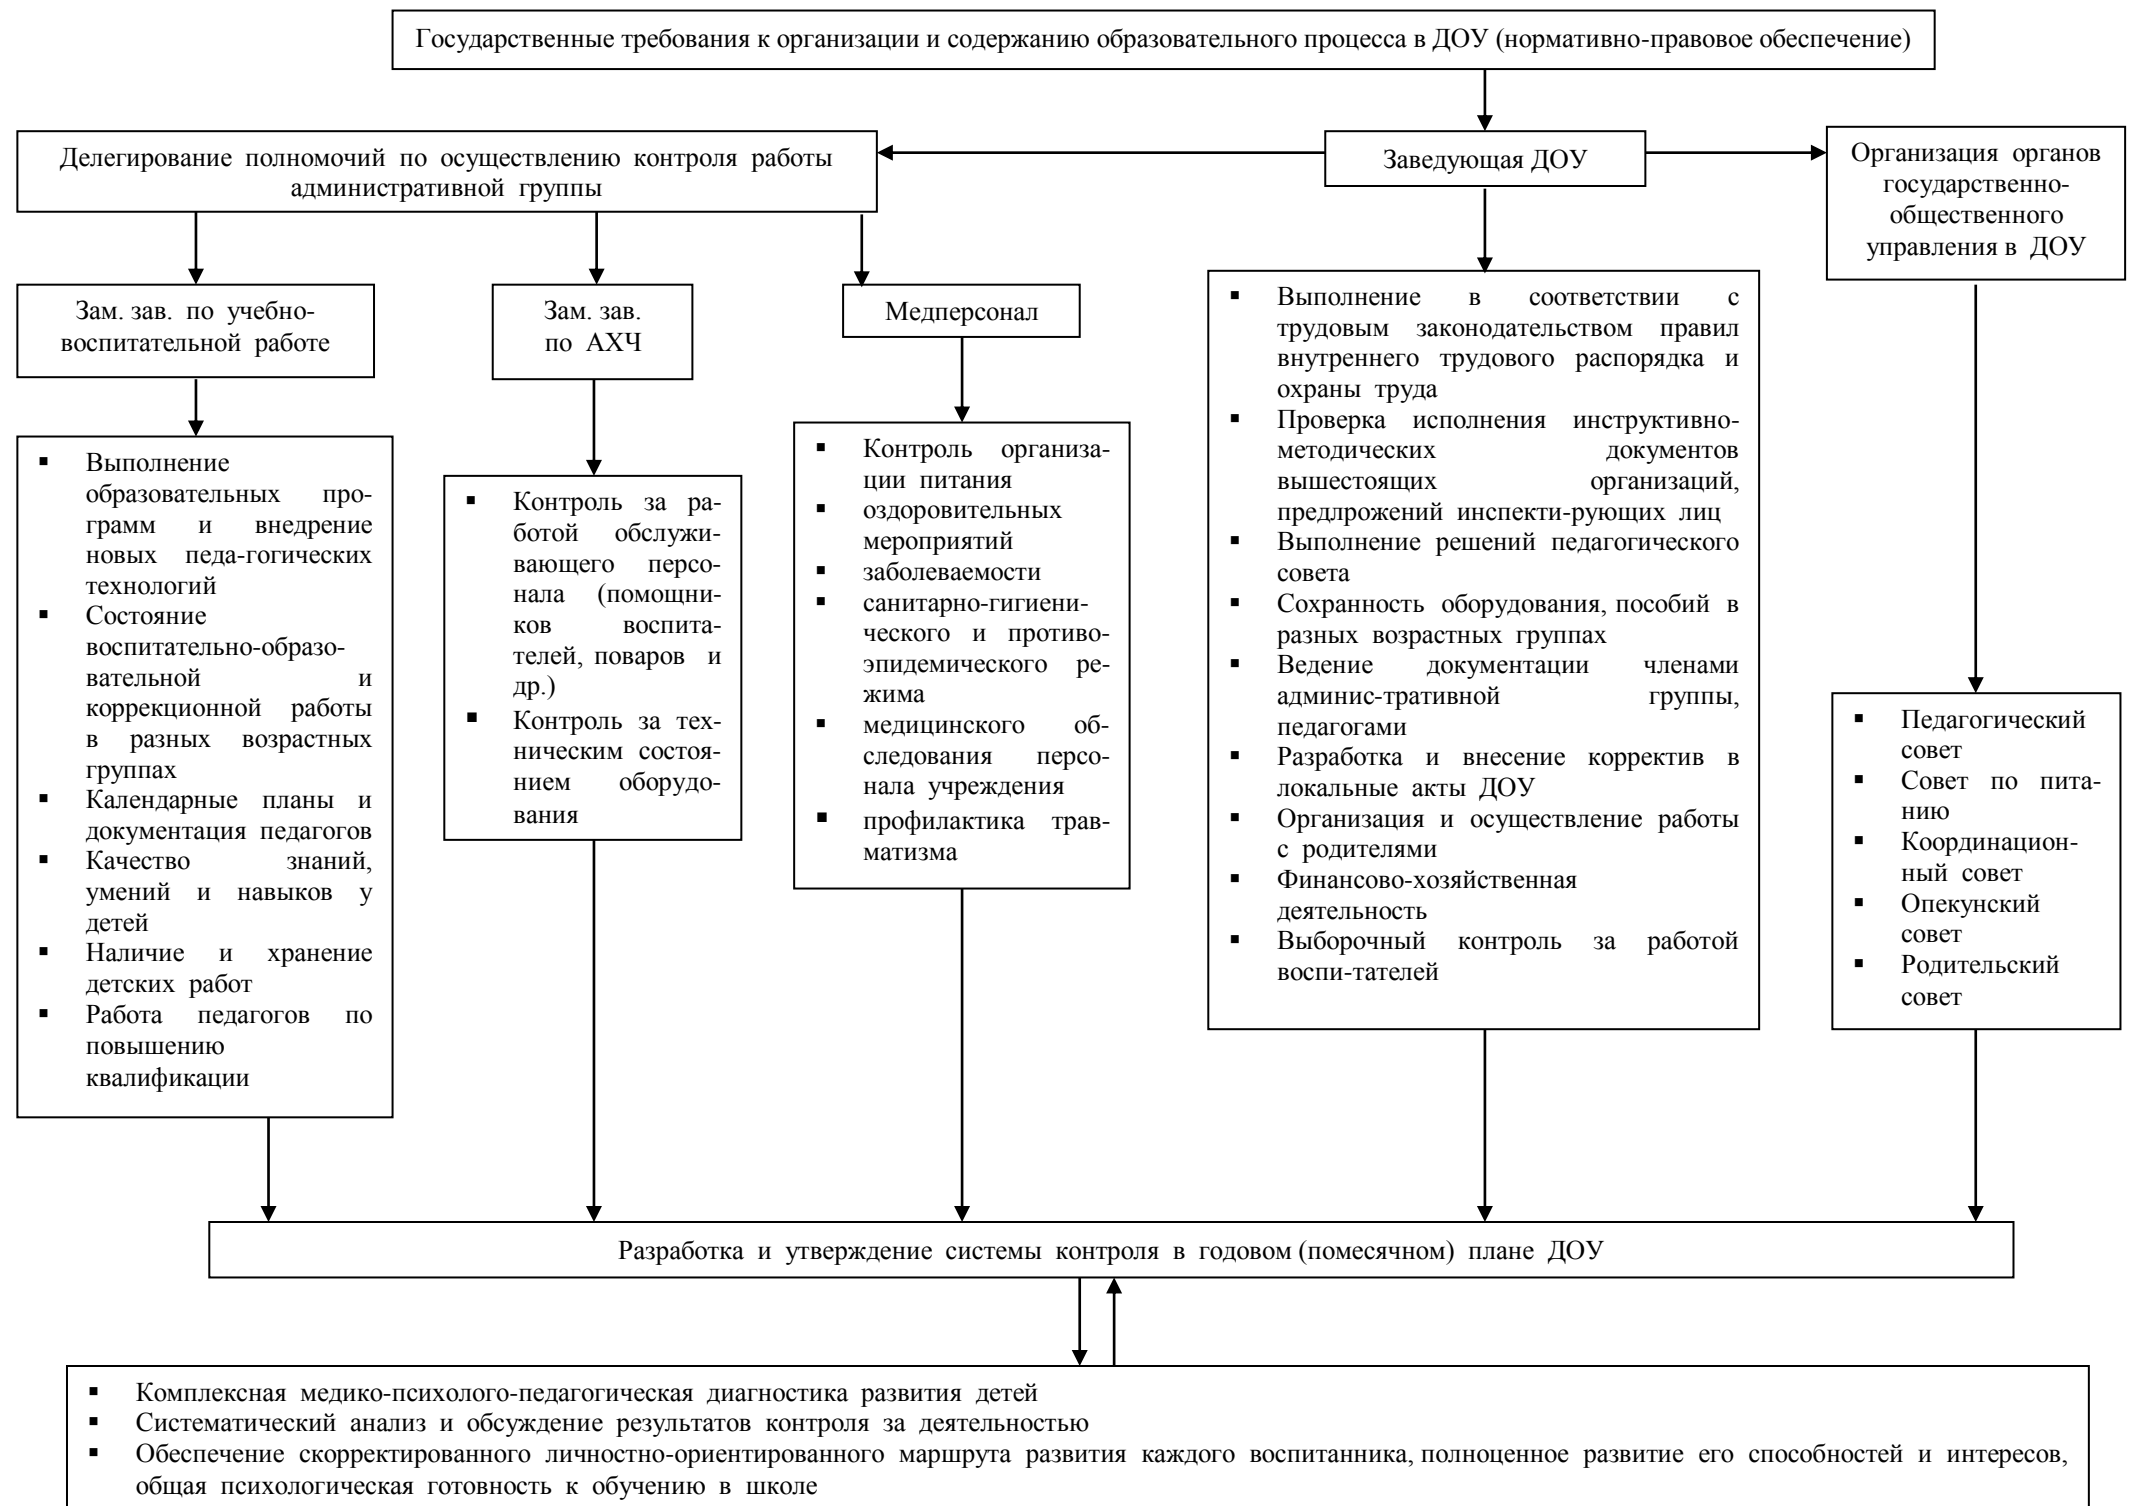 Государственные требования к организации и содержанию образовательного процесса в ДОУ (нормативно-правовое обеспечение)
Делегирование полномочий по осуществлению контроля работы
административной группы
Заведующая ДОУ
Организация органов
государственно-
общественного
управления в ДОУ
Зам. зав. по учебно-
воспитательной работе
Зам. зав.
по АХЧ
Медперсонал
▪ Выполнение
образовательных про-
грамм и внедрение
новых педа-гогических
технологий
▪ Состояние
воспитательно-образо-
вательной и
коррекционной работы
в разных возрастных
группах
▪ Календарные планы и
документация педагогов
▪ Качество знаний,
умений и навыков у
детей
▪ Наличие и хранение
детских работ
▪ Работа педагогов по
повышению
квалификации
▪ Контроль за ра-
ботой обслужи-
вающего персо-
нала (помощни-
ков воспита-
телей, поваров и
др.)
▪ Контроль за тех-
ническим состоя-
нием оборудо-
вания
▪ Контроль организа-
ции питания
▪ оздоровительных
мероприятий
▪ заболеваемости
▪ санитарно-гигиени-
ческого и противо-
эпидемического ре-
жима
▪ медицинского об-
следования персо-
нала учреждения
▪ профилактика трав-
матизма
▪ Выполнение в соответствии с
трудовым законодательством правил
внутреннего трудового распорядка и
охраны труда
▪ Проверка исполнения инструктивно-
методических документов
вышестоящих организаций,
предлрожений инспекти-рующих лиц
▪ Выполнение решений педагогического
совета
▪ Сохранность оборудования, пособий в
разных возрастных группах
▪ Ведение документации членами
админис-тративной группы,
педагогами
▪ Разработка и внесение корректив в
локальные акты ДОУ
▪ Организация и осуществление работы
с родителями
▪ Финансово-хозяйственная
деятельность
▪ Выборочный контроль за работой
воспи-тателей
▪ Педагогический
совет
▪ Совет по пита-
нию
▪ Координацион-
ный совет
▪ Опекунский
совет
▪ Родительский
совет
Разработка и утверждение системы контроля в годовом (помесячном) плане ДОУ
▪ Комплексная медико-психолого-педагогическая диагностика развития детей
▪ Систематический анализ и обсуждение результатов контроля за деятельностью
▪ Обеспечение скорректированного личностно-ориентированного маршрута развития каждого воспитанника, полноценное развитие его способностей и интересов,
общая психологическая готовность к обучению в школе